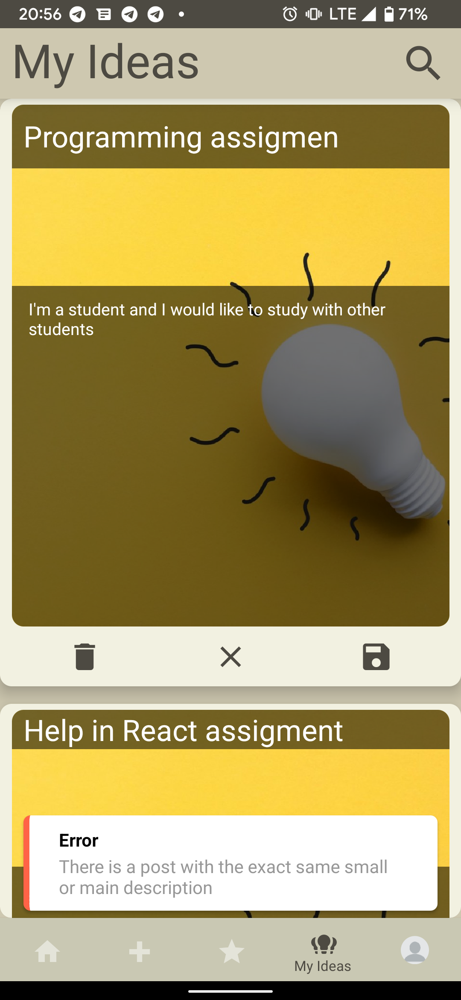 20:56 LTE 71%
My Ideas
Programming assigmen
I'm a student and I would like to study with other
students
Help in React assigment
Error
There is a post with the exact same small
or main description
My Ideas